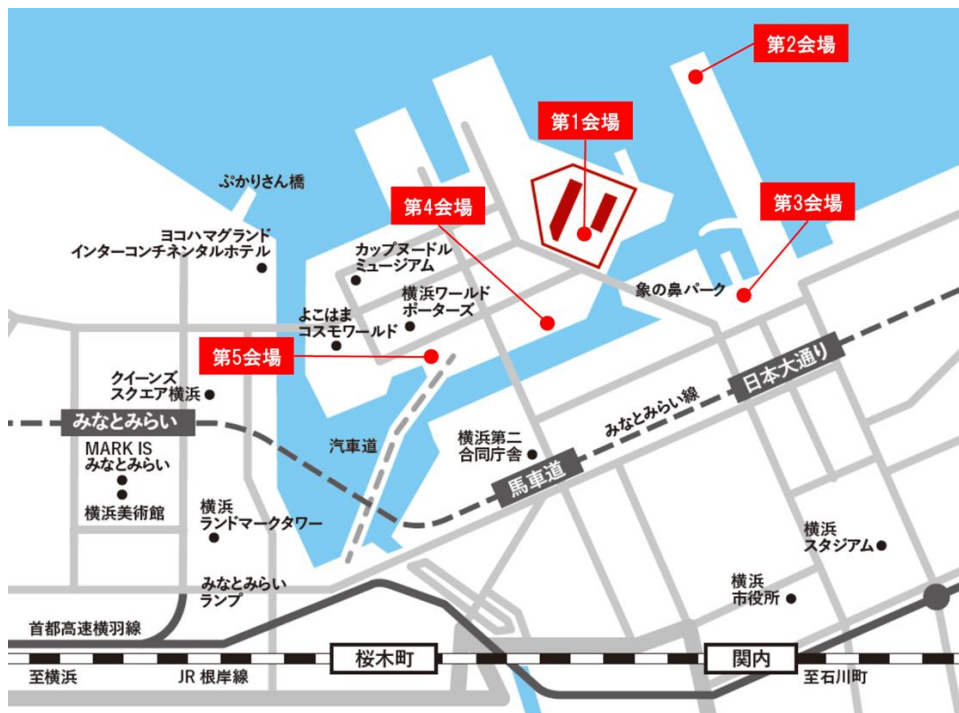 第2会場
第1会場
ぷかりさん橋
第4会場
第3会場
ヨコハマグランド
インターコンチネンタルホテル
カップヌードル
ミュージアム
横浜ワールド
ポーターズ
象の鼻パーク
よこはま
コスモワールド
第5会場
クイーンズ
スクエア横浜
日本大通り
みなとみらい線
みなとみらい
汽車道
横浜第二
合同庁舎
馬車道
MARK IS
みなとみらい
横浜美術館
横浜
ランドマークタワー
横浜
スタジアム
みなとみらい
ランプ
横浜
市役所
首都高速横羽線
桜木町
関内
至横浜
JR 根岸線
至石川町